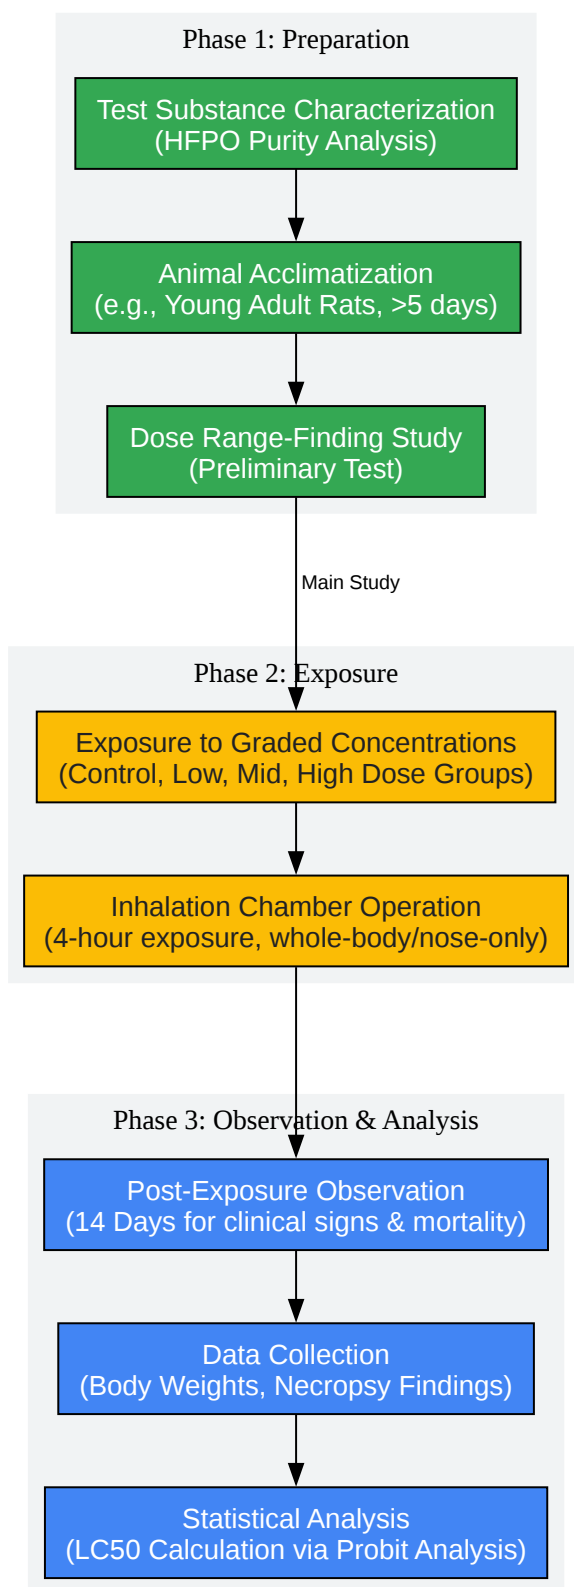 Phase 1: Preparation
Test Substance Characterization
(HFPO Purity Analysis)
Animal Acclimatization
(e.g., Young Adult Rats, >5 days)
Dose Range-Finding Study
(Preliminary Test)
Main Study
Phase 2: Exposure
Exposure to Graded Concentrations
(Control, Low, Mid, High Dose Groups)
Inhalation Chamber Operation
(4-hour exposure, whole-body/nose-only)
Phase 3: Observation & Analysis
Post-Exposure Observation
(14 Days for clinical signs & mortality)
Data Collection
(Body Weights, Necropsy Findings)
Statistical Analysis
(LC50 Calculation via Probit Analysis)